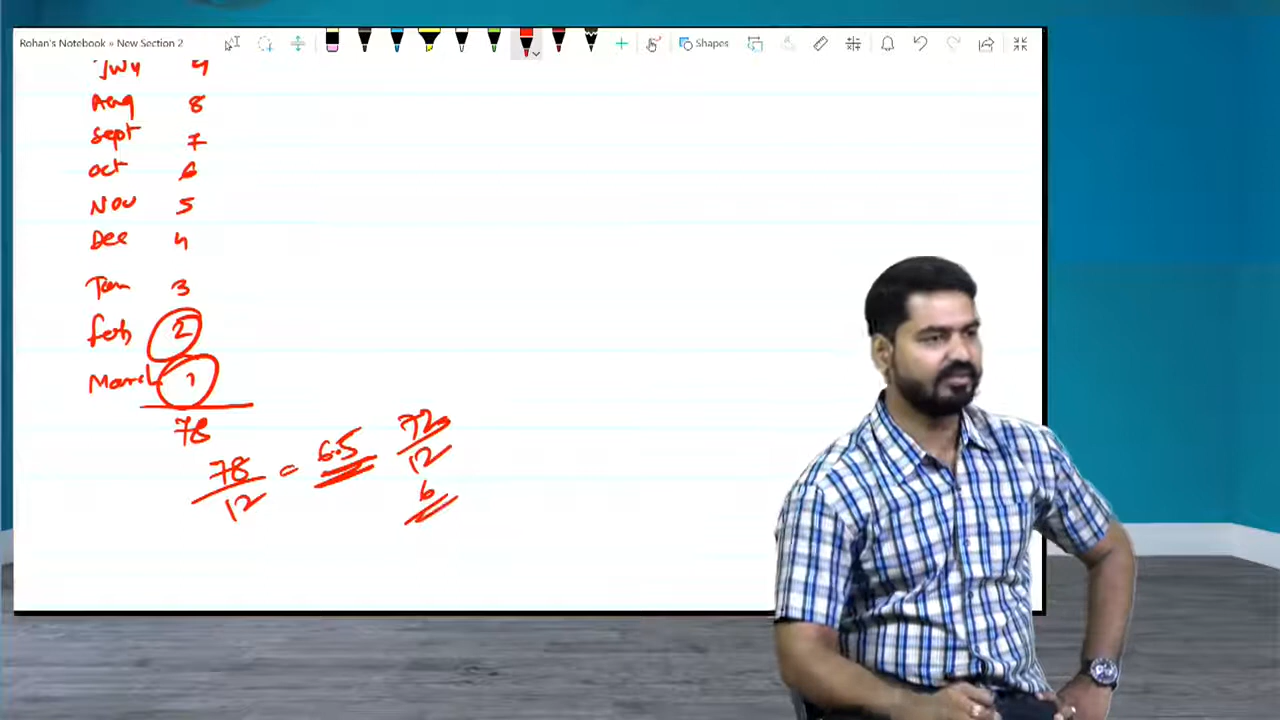 Rohan's Notebook » New Section 2
Shapes
July 9
Aug 8
Sept 7
Oct 6
Nov 5
Dec 4
Jan 3
Feb 2
March 1
78
78/12 = 6.5 72/12
6